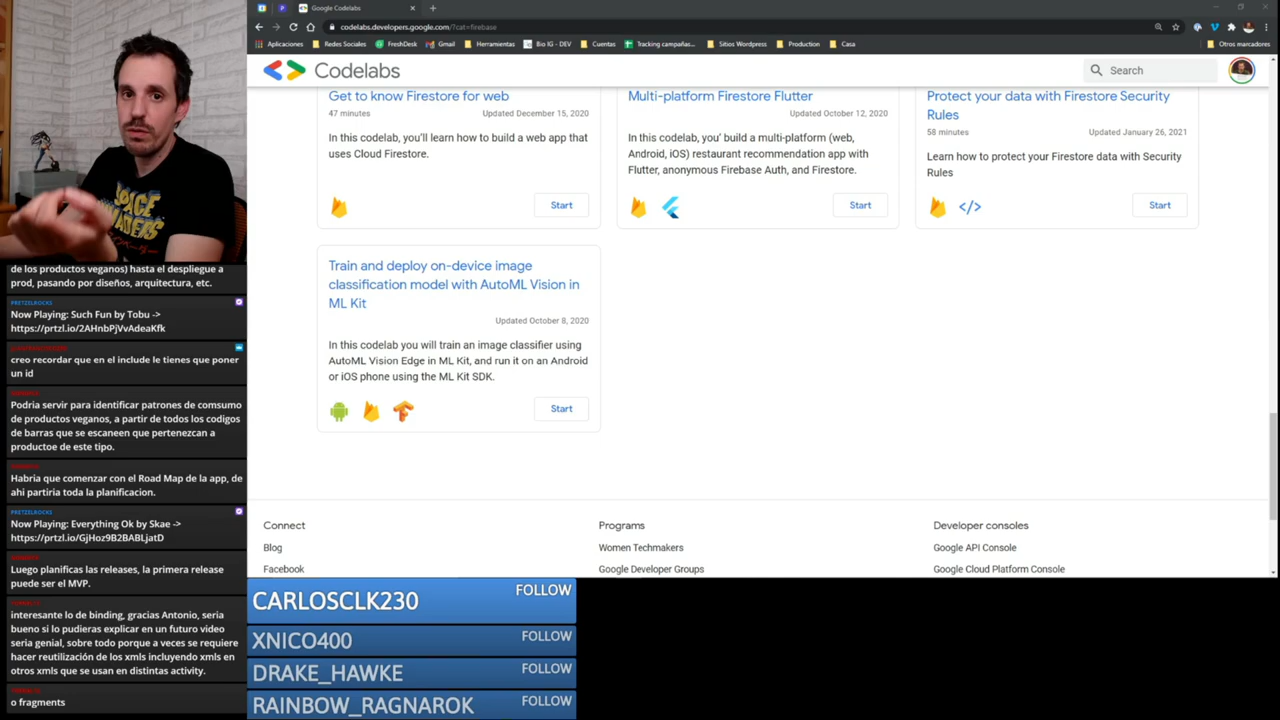 Google Codelabs
codelabs.developers.google.com/?cat=firebase
Aplicaciones
Redes Sociales
FreshDesk
Gmail
Herramientas
Bio IG - DEV
Cuentas
Tracking campañas...
Sitios Wordpress
Production
Casa
Otros marcadores
Codelabs
Search
Get to know Firestore for web
47 minutes
Updated December 15, 2020
In this codelab, you'll learn how to build a web app that
uses Cloud Firestore.
Start
Multi-platform Firestore Flutter
Updated October 12, 2020
In this codelab, you' build a multi-platform (web,
Android, iOS) restaurant recommendation app with
Flutter, anonymous Firebase Auth, and Firestore.
Start
Protect your data with Firestore Security
Rules
58 minutes
Updated January 26, 2021
Learn how to protect your Firestore data with Security
Rules
</>
Start
Train and deploy on-device image
classification model with AutoML Vision in
ML Kit
Updated October 8, 2020
In this codelab you will train an image classifier using
AutoML Vision Edge in ML Kit, and run it on an Android
or iOS phone using the ML Kit SDK.
Start
Connect
Blog
Facebook
Programs
Women Techmakers
Google Developer Groups
Developer consoles
Google API Console
Google Cloud Platform Console
SPACE
INVADERS
de los productos veganos) hasta el despliegue a
prod, pasando por diseños, arquitectura, etc.
PRETZELROCKS
Now Playing: Such Fun by Tobu ->
https://prtzl.io/2AHnbPjVvAdeaKfk
creo recordar que en el include le tienes que poner
un id
Podria servir para identificar patrones de comsumo
de productos veganos, a partir de todos los codigos
de barras que se escaneen que pertenezcan a
productoe de este tipo.
Habria que comenzar con el Road Map de la app, de
ahi partiria toda la planificacion.
PRETZELROCKS
Now Playing: Everything Ok by Skae ->
https://prtzl.io/GjHoz9B2BABLjatD
Luego planificas las releases, la primera release
puede ser el MVP.
interesante lo de binding, gracias Antonio, seria
bueno si lo pudieras explicar en un futuro video
seria genial, sobre todo porque a veces se requiere
hacer reutilización de los xmls incluyendo xmls en
otros xmls que se usan en distintas activity.
o fragments
CARLOSCLK230
FOLLOW
XNICO400
FOLLOW
DRAKE_HAWKE
FOLLOW
RAINBOW_RAGNAROK
FOLLOW